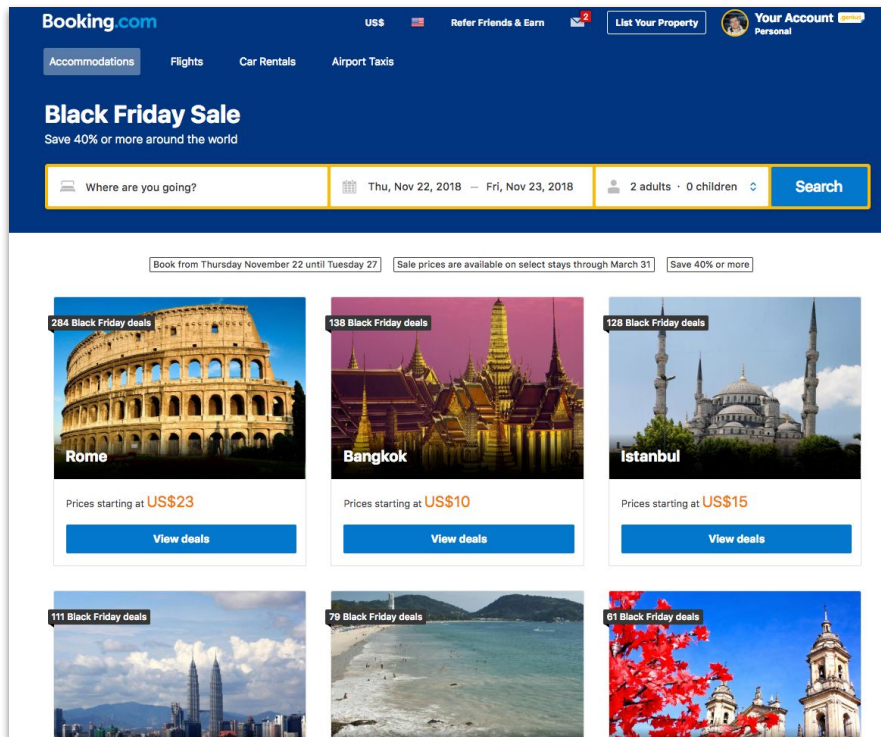 Booking.com
US$
Refer Friends & Earn
2
List Your Property
Your Account
.genius
Personal
Accommodations
Flights
Car Rentals
Airport Taxis
Black Friday Sale
Save 40% or more around the world
Where are you going?
Thu, Nov 22, 2018 — Fri, Nov 23, 2018
2 adults · 0 children
Search
Book from Thursday November 22 until Tuesday 27
Sale prices are available on select stays through March 31
Save 40% or more
284 Black Friday deals
Rome
Prices starting at US$23
View deals
138 Black Friday deals
Bangkok
Prices starting at US$10
View deals
128 Black Friday deals
Istanbul
Prices starting at US$15
View deals
111 Black Friday deals
79 Black Friday deals
61 Black Friday deals